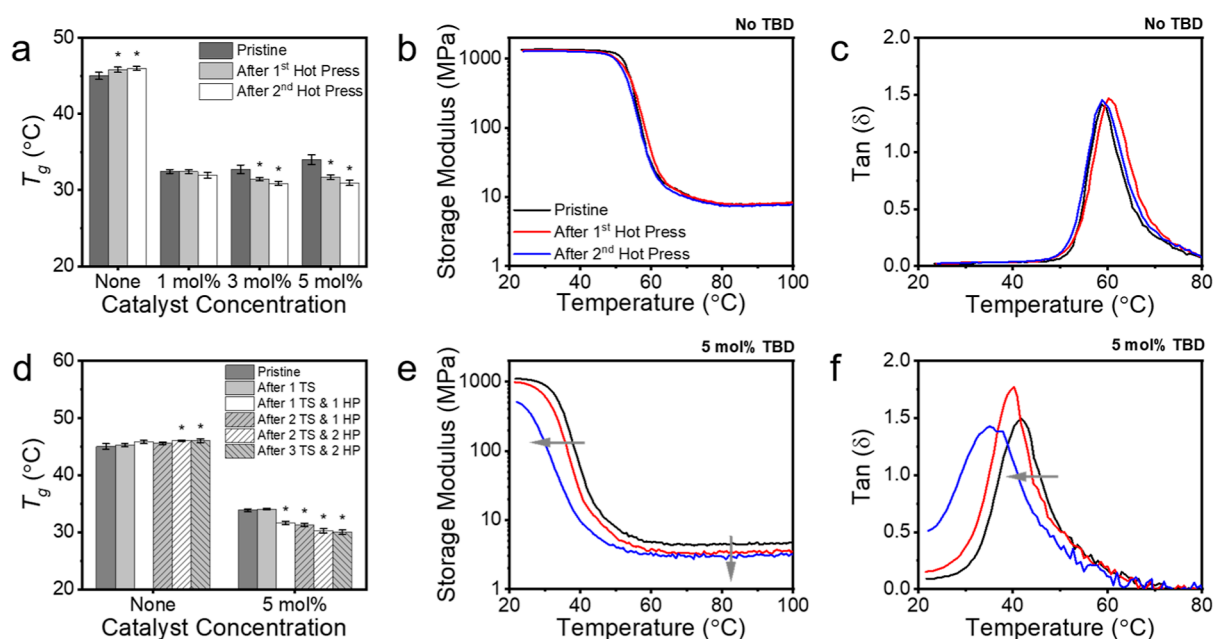 a
50
40
30
20
Tg (°C)
Pristine
After 1st Hot Press
After 2nd Hot Press
* *
* *
* *
None 1 mol% 3 mol% 5 mol%
Catalyst Concentration
No TBD
b
1000
100
10
1
Storage Modulus (MPa)
Pristine
After 1st Hot Press
After 2nd Hot Press
20 40 60 80 100
Temperature (°C)
No TBD
c
2.0
1.5
1.0
0.5
0.0
Tan (δ)
20 30 40 50 60 70 80
Temperature (°C)
d
60
50
40
30
20
Tg (°C)
Pristine
After 1 TS
After 1 TS & 1 HP
After 2 TS & 1 HP
After 2 TS & 2 HP
After 3 TS & 2 HP
* *
* * * *
None 5 mol%
Catalyst Concentration
5 mol% TBD
e
1000
100
10
1
Storage Modulus (MPa)
20 40 60 80 100
Temperature (°C)
5 mol% TBD
f
2.0
1.5
1.0
0.5
0.0
Tan (δ)
20 40 60 80
Temperature (°C)